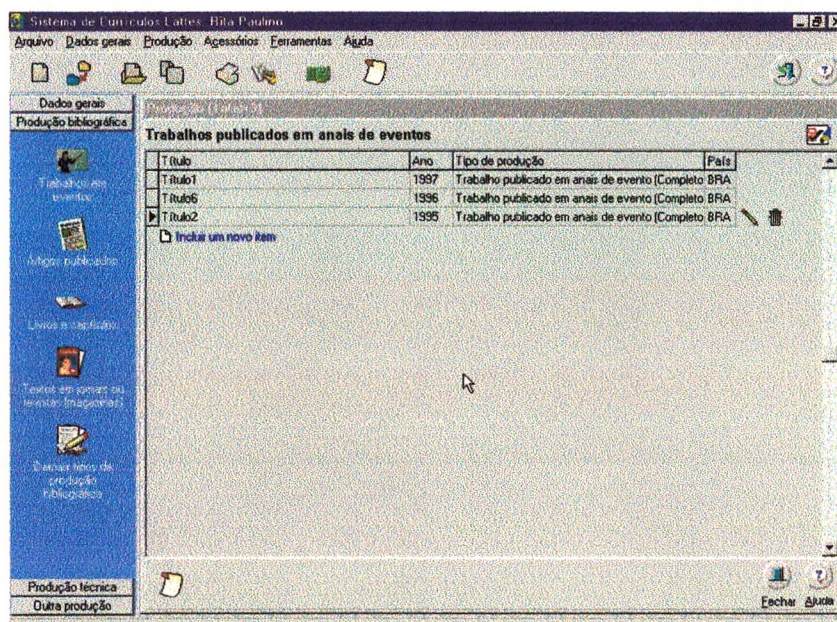 Sistema de Currículos Lattes: Rita Paulino
Arquivo Dados gerais Produção Acessórios Ferramentas Ajuda
Dados gerais
Produção bibliográfica
Trabalhos publicados em anais de eventos
Título Ano Tipo de produção País
Título1 1997 Trabalho publicado em anais de evento (Completo BRA
Título6 1996 Trabalho publicado em anais de evento (Completo BRA
Título2 1995 Trabalho publicado em anais de evento (Completo BRA
Incluir um novo item
Trabalhos em
eventos
Artigos publicados
Livros e capítulos
Textos em jornais ou
revistas (magazines)
Demais tipos de
produção
bibliográfica
Produção técnica
Outra produção
Fechar Ajuda